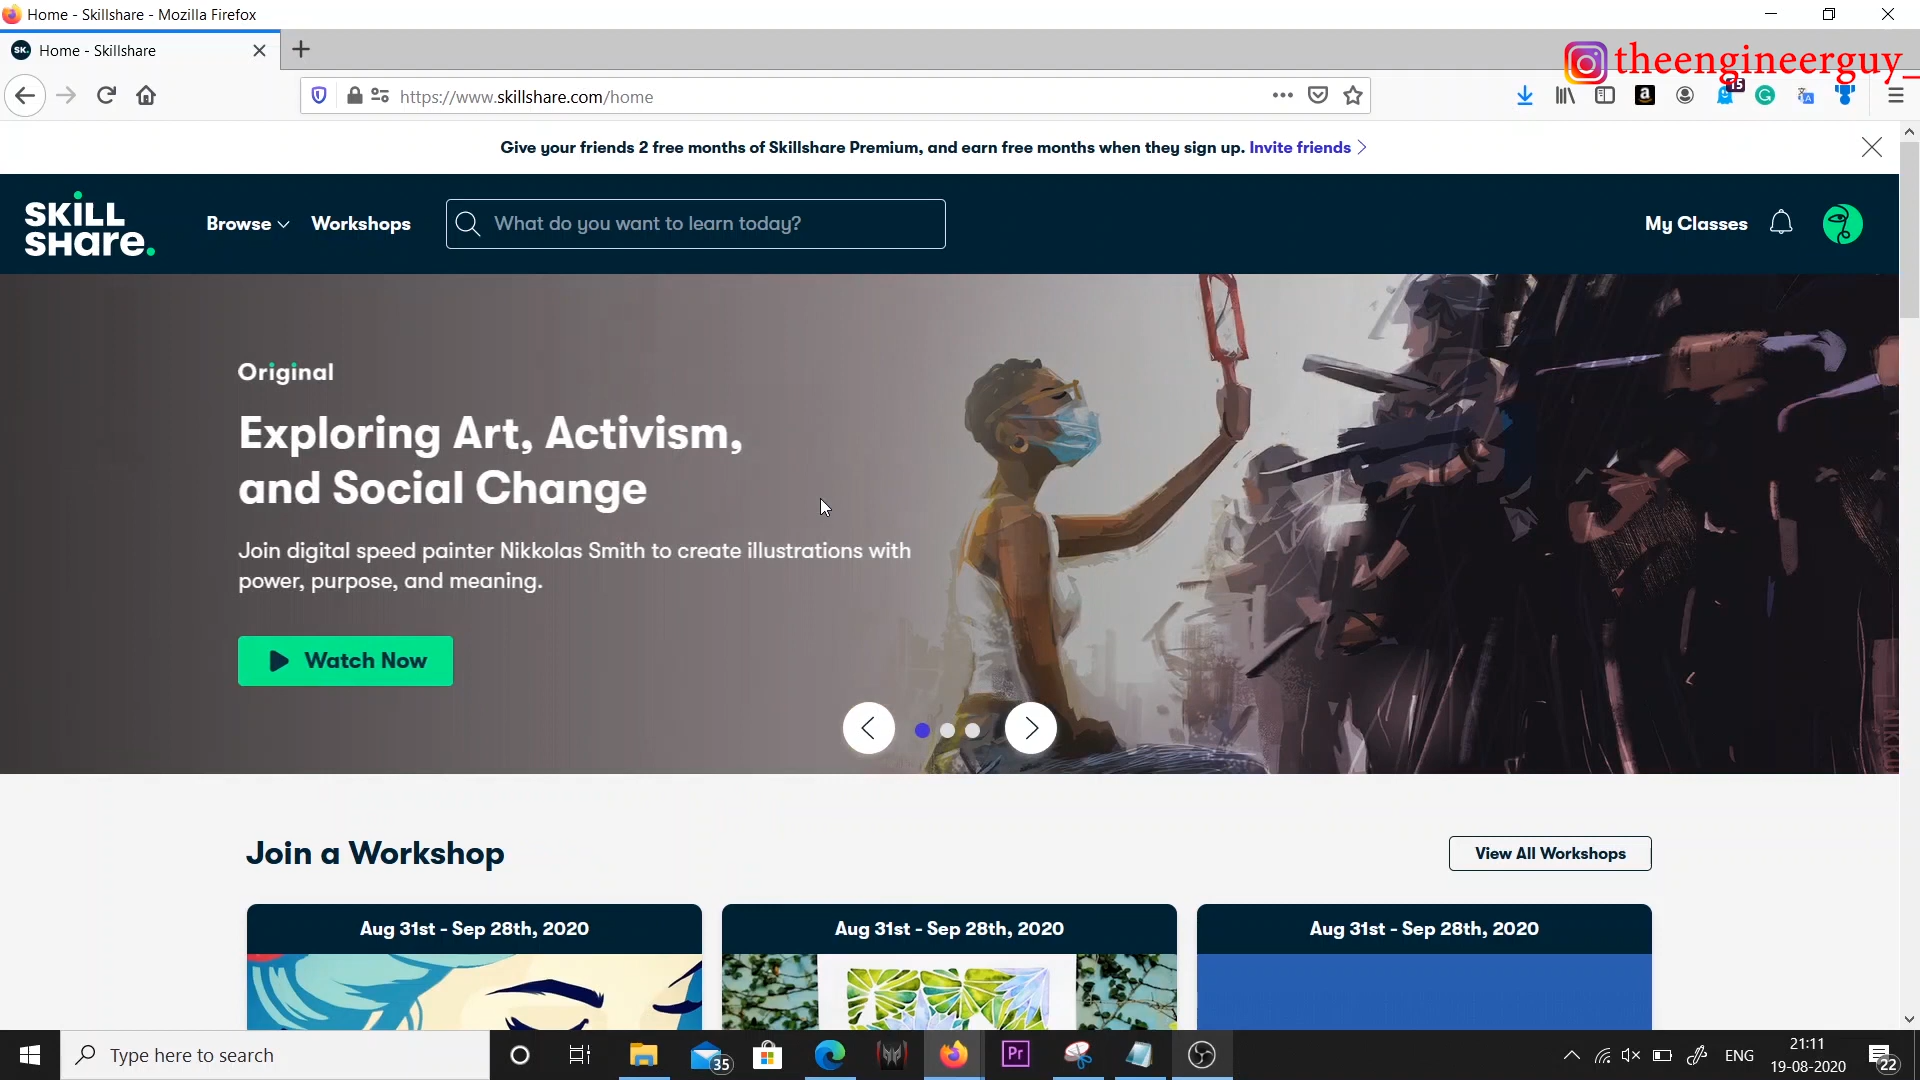 Home - Skillshare - Mozilla Firefox
SK. Home - Skillshare
theengineerguy_
https://www.skillshare.com/home
15
Give your friends 2 free months of Skillshare Premium, and earn free months when they sign up. Invite friends
SKILL
SHare.
Browse
Workshops
What do you want to learn today?
My Classes
Original
Exploring Art, Activism,
and Social Change
Join digital speed painter Nikkolas Smith to create illustrations with
power, purpose, and meaning.
Watch Now
Join a Workshop
View All Workshops
Aug 31st - Sep 28th, 2020
Aug 31st - Sep 28th, 2020
Aug 31st - Sep 28th, 2020
Type here to search
35
Pr
ENG
21:11
19-08-2020
22